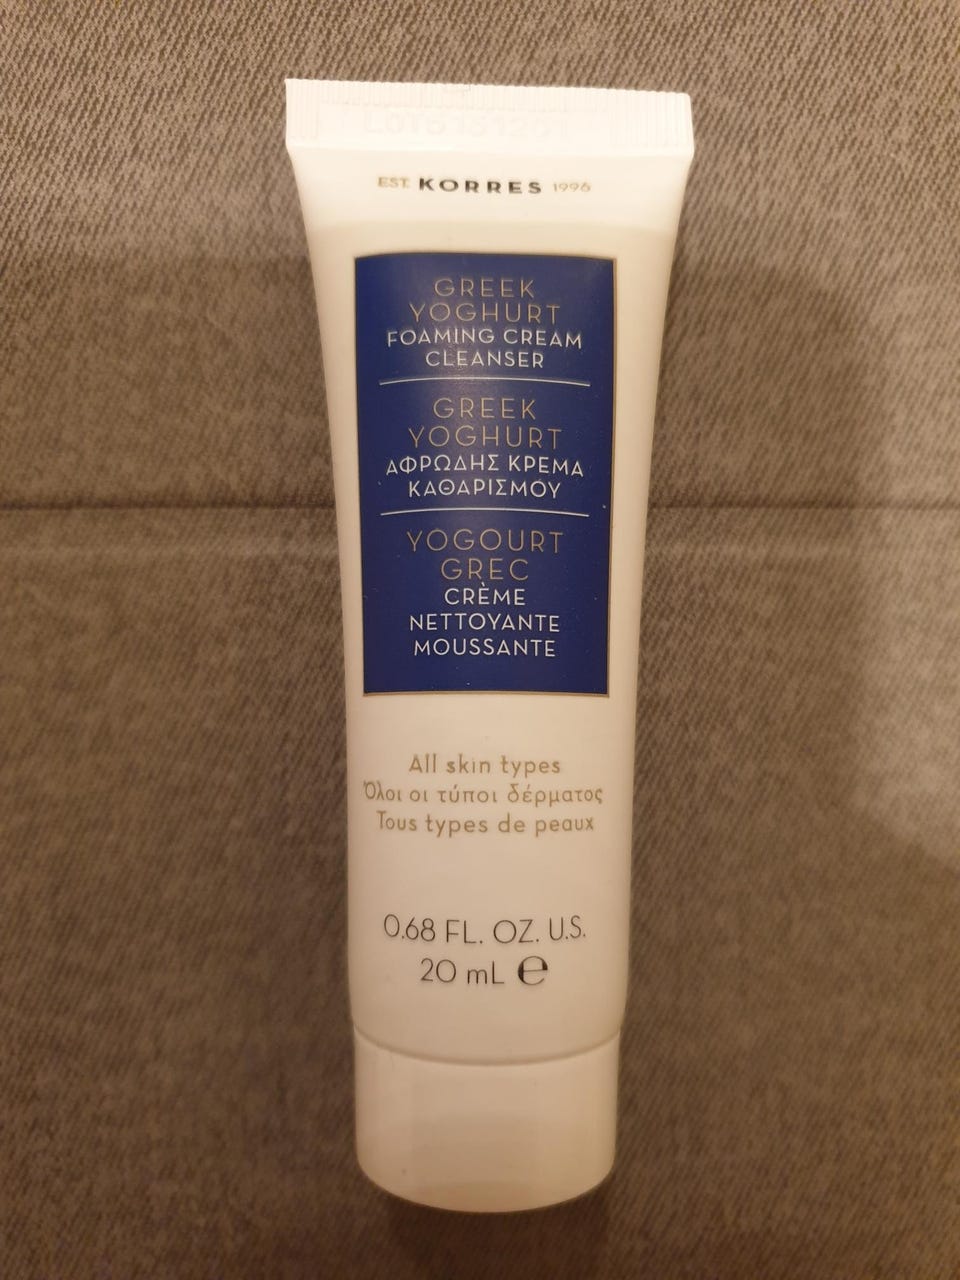 EST. KORRES 1996
GREEK
YOGHURT
FOAMING CREAM
CLEANSER
GREEK
YOGHURT
ΑΦΡΩΔΗΣ ΚΡΕΜΑ
ΚΑΘΑΡΙΣΜΟΥ
YOGOURT
GREC
CRÈME
NETTOYANTE
MOUSSANTE
All skin types
Όλοι οι τύποι δέρματος
Tous types de peaux
0.68 FL. OZ. U.S.
20 mL ℮